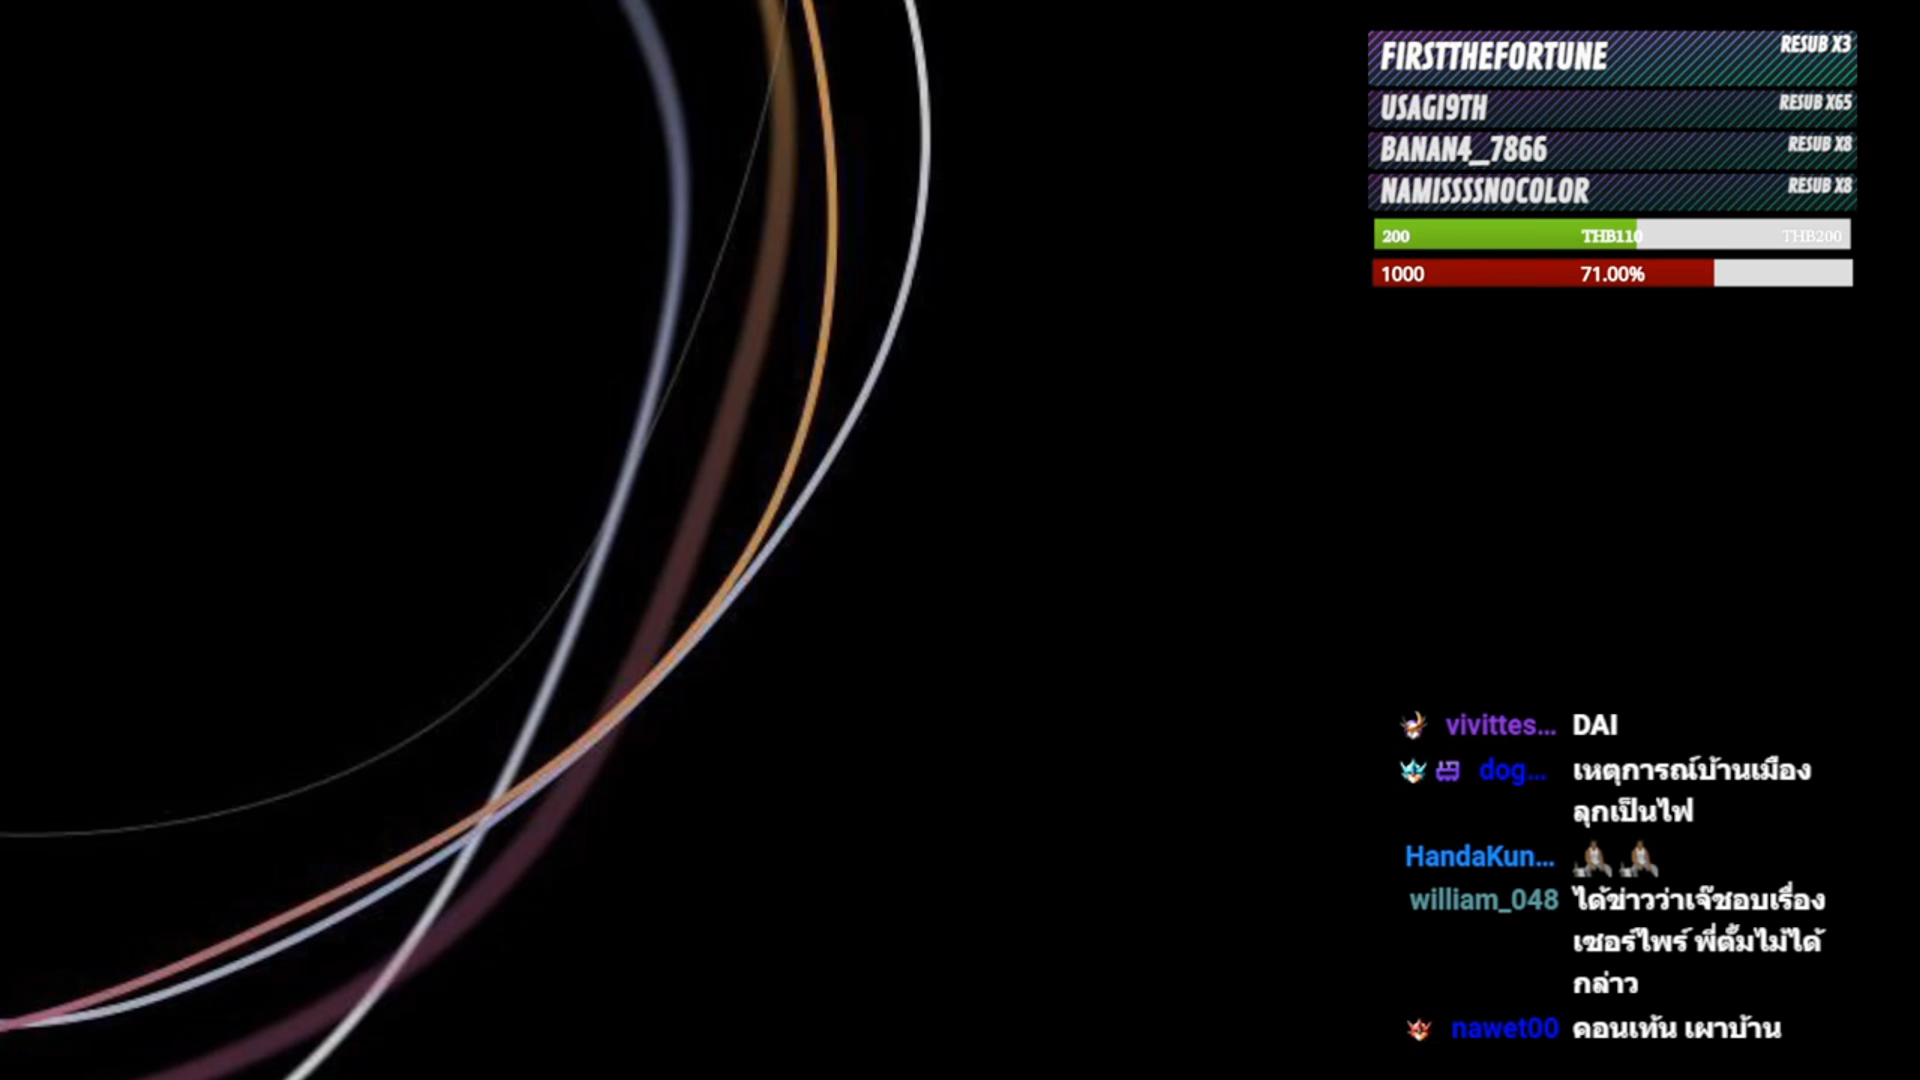 FIRSTTHEFORTUNE RESUB X3
USAGI9TH RESUB X65
BANAN4_7866 RESUB X8
NAMISSSSNOCOLOR RESUB X8
200 THB110 THB200
1000 71.00%
vivittes... DAI
dog... เหตุการณ์บ้านเมือง
ลุกเป็นไฟ
HandaKun...
william_048 ได้ข่าวว่าเจ๊ชอบเรื่อง
เซอร์ไพร์ พี่ตั้มไม่ได้
กล่าว
nawet00 คอนเท้น เผาบ้าน